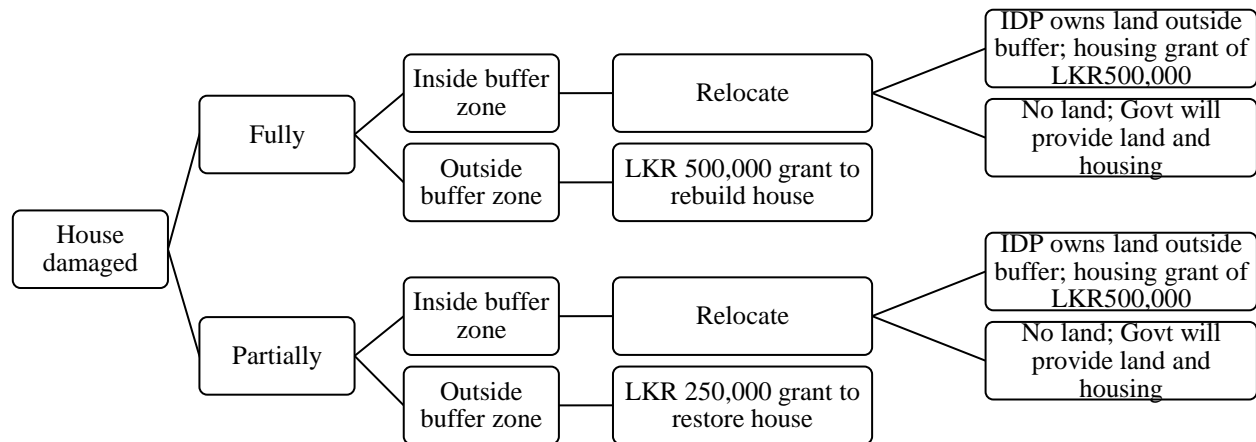 House
damaged
Fully
Inside buffer
zone
Relocate
IDP owns land outside
buffer; housing grant of
LKR500,000
No land; Govt will
provide land and
housing
Outside
buffer zone
LKR 500,000 grant to
rebuild house
Partially
Inside buffer
zone
Relocate
IDP owns land outside
buffer; housing grant of
LKR500,000
No land; Govt will
provide land and
housing
Outside
buffer zone
LKR 250,000 grant to
restore house